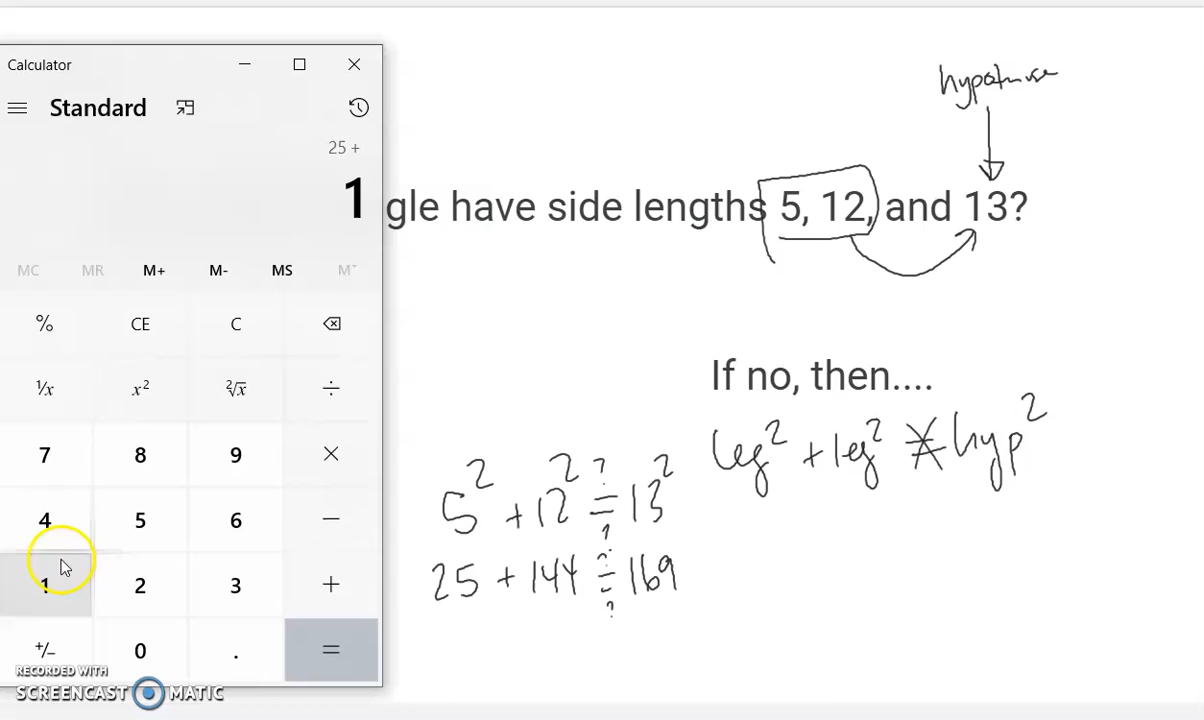 Calculator
Standard
25 +
1
MC MR M+ M- MS M˅
% CE C
⅟x x² ²√x ÷
7 8 9 ×
4 5 6 −
1 2 3 +
+/− 0 . =
RECORDED WITH
SCREENCAST MATIC
hypotenuse
gle have side lengths 5, 12, and 13?
If no, then....
leg² + leg² ≠ hyp²
5² + 12² ?=? 13²
25 + 144 ?=? 169